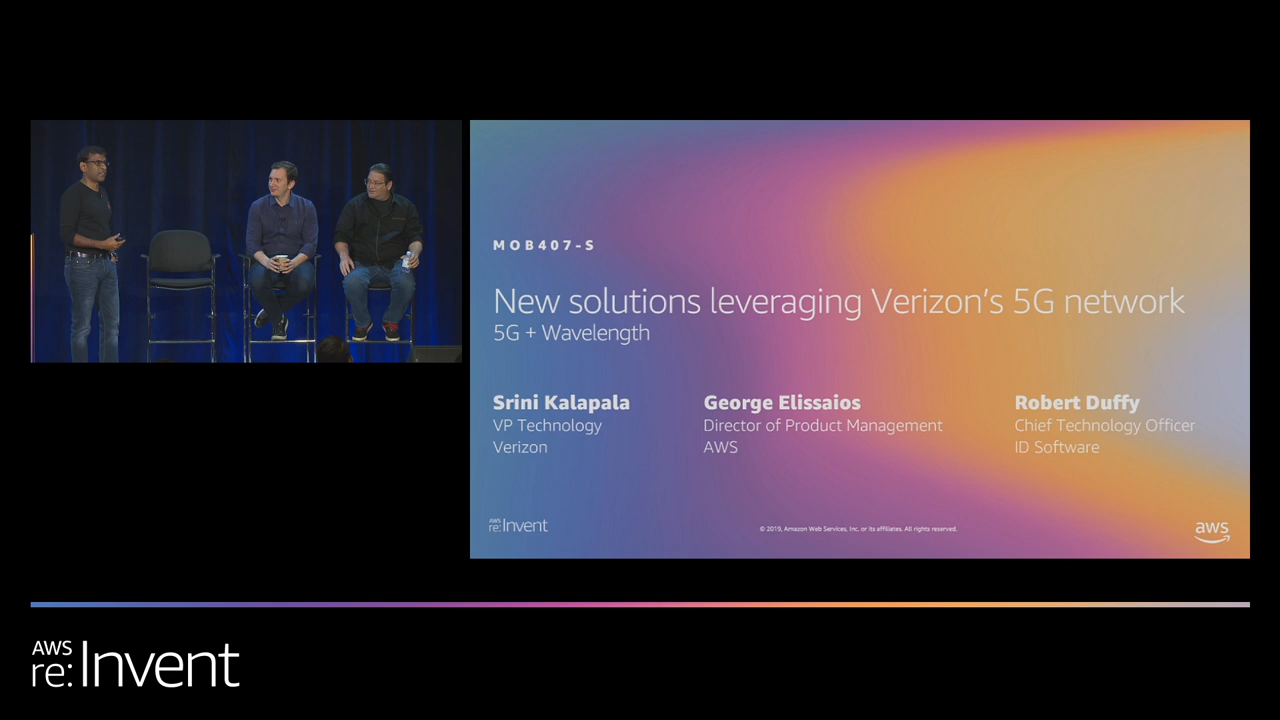 MOB407-S
New solutions leveraging Verizon's 5G network
5G + Wavelength
Srini Kalapala
VP Technology
Verizon
George Elissaios
Director of Product Management
AWS
Robert Duffy
Chief Technology Officer
ID Software
AWS
re:Invent
© 2019, Amazon Web Services, Inc. or its affiliates. All rights reserved.
aws
AWS
re:Invent